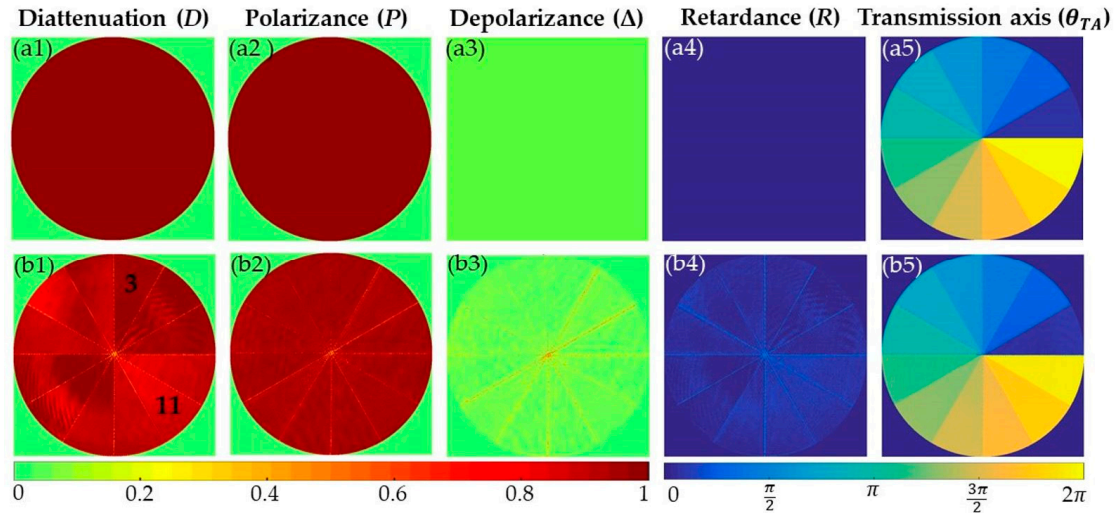 Diattenuation (D) Polarizance (P) Depolarizance (Δ) Retardance (R) Transmission axis (θ_TA)
(a1) (a2) (a3) (a4) (a5)
(b1) (b2) (b3) (b4) (b5)
3
11
0 0.2 0.4 0.6 0.8 1 0 π/2 π 3π/2 2π